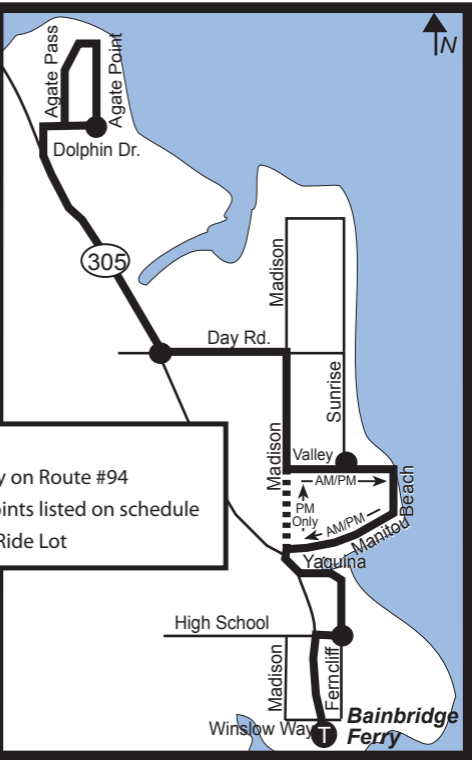 N
Agate Pass
Agate Point
Dolphin Dr.
305
Madison
Day Rd.
Sunrise
Madison
Valley
AM/PM
PM
Only
AM/PM
Beach
Manitou
Yaquina
y on Route #94
ints listed on schedule
Ride Lot
High School
Madison
Ferncliff
Winslow Way
T
Bainbridge
Ferry